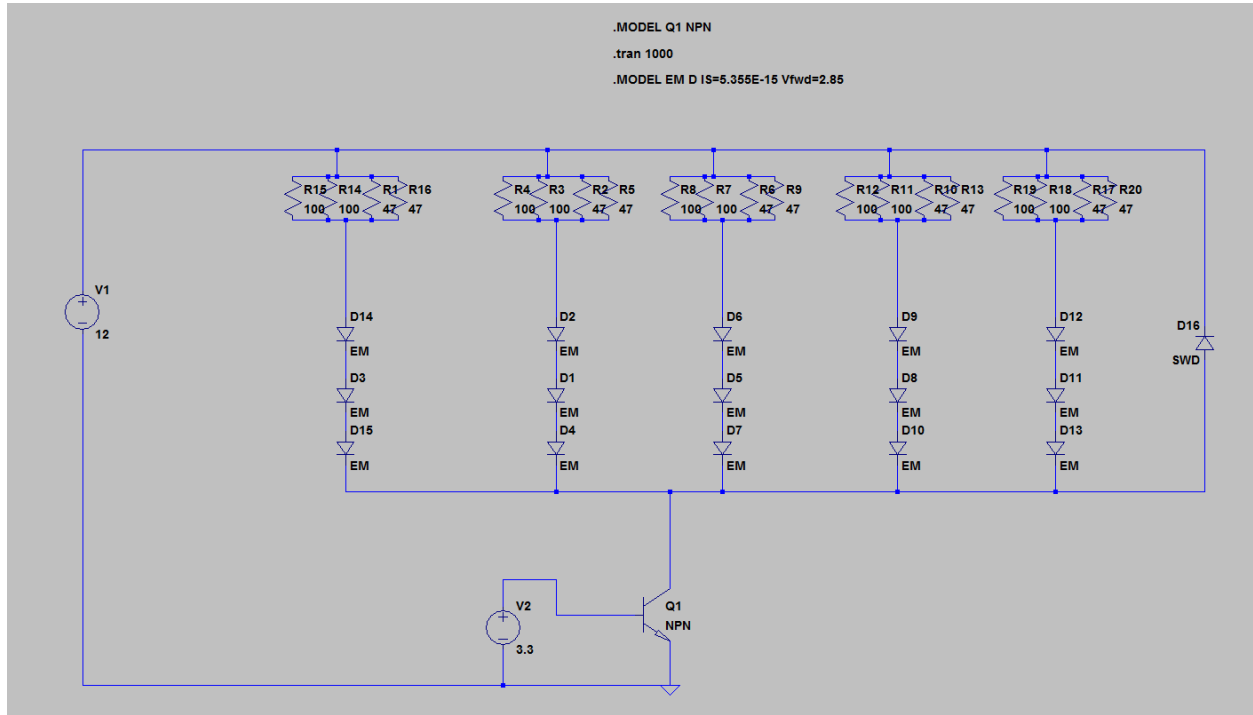 .MODEL Q1 NPN
.tran 1000
.MODEL EM D IS=5.355E-15 Vfwd=2.85
R15 R14 R1 R16 R4 R3 R2 R5 R8 R7 R6 R9 R12 R11 R10 R13 R19 R18 R17 R20
100 100 47 47 100 100 47 47 100 100 47 47 100 100 47 47 100 100 47 47
V1
12
D14 D2 D6 D9 D12
D16
EM EM EM EM EM
SWD
D3 D1 D5 D8 D11
EM EM EM EM EM
D15 D4 D7 D10 D13
EM EM EM EM EM
V2 Q1
NPN
3.3